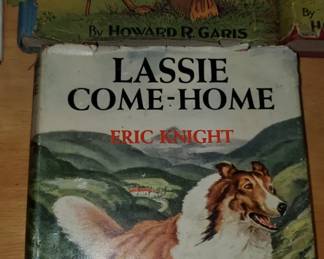 By HOWARD R. GARIS
LASSIE
COME-HOME
ERIC KNIGHT